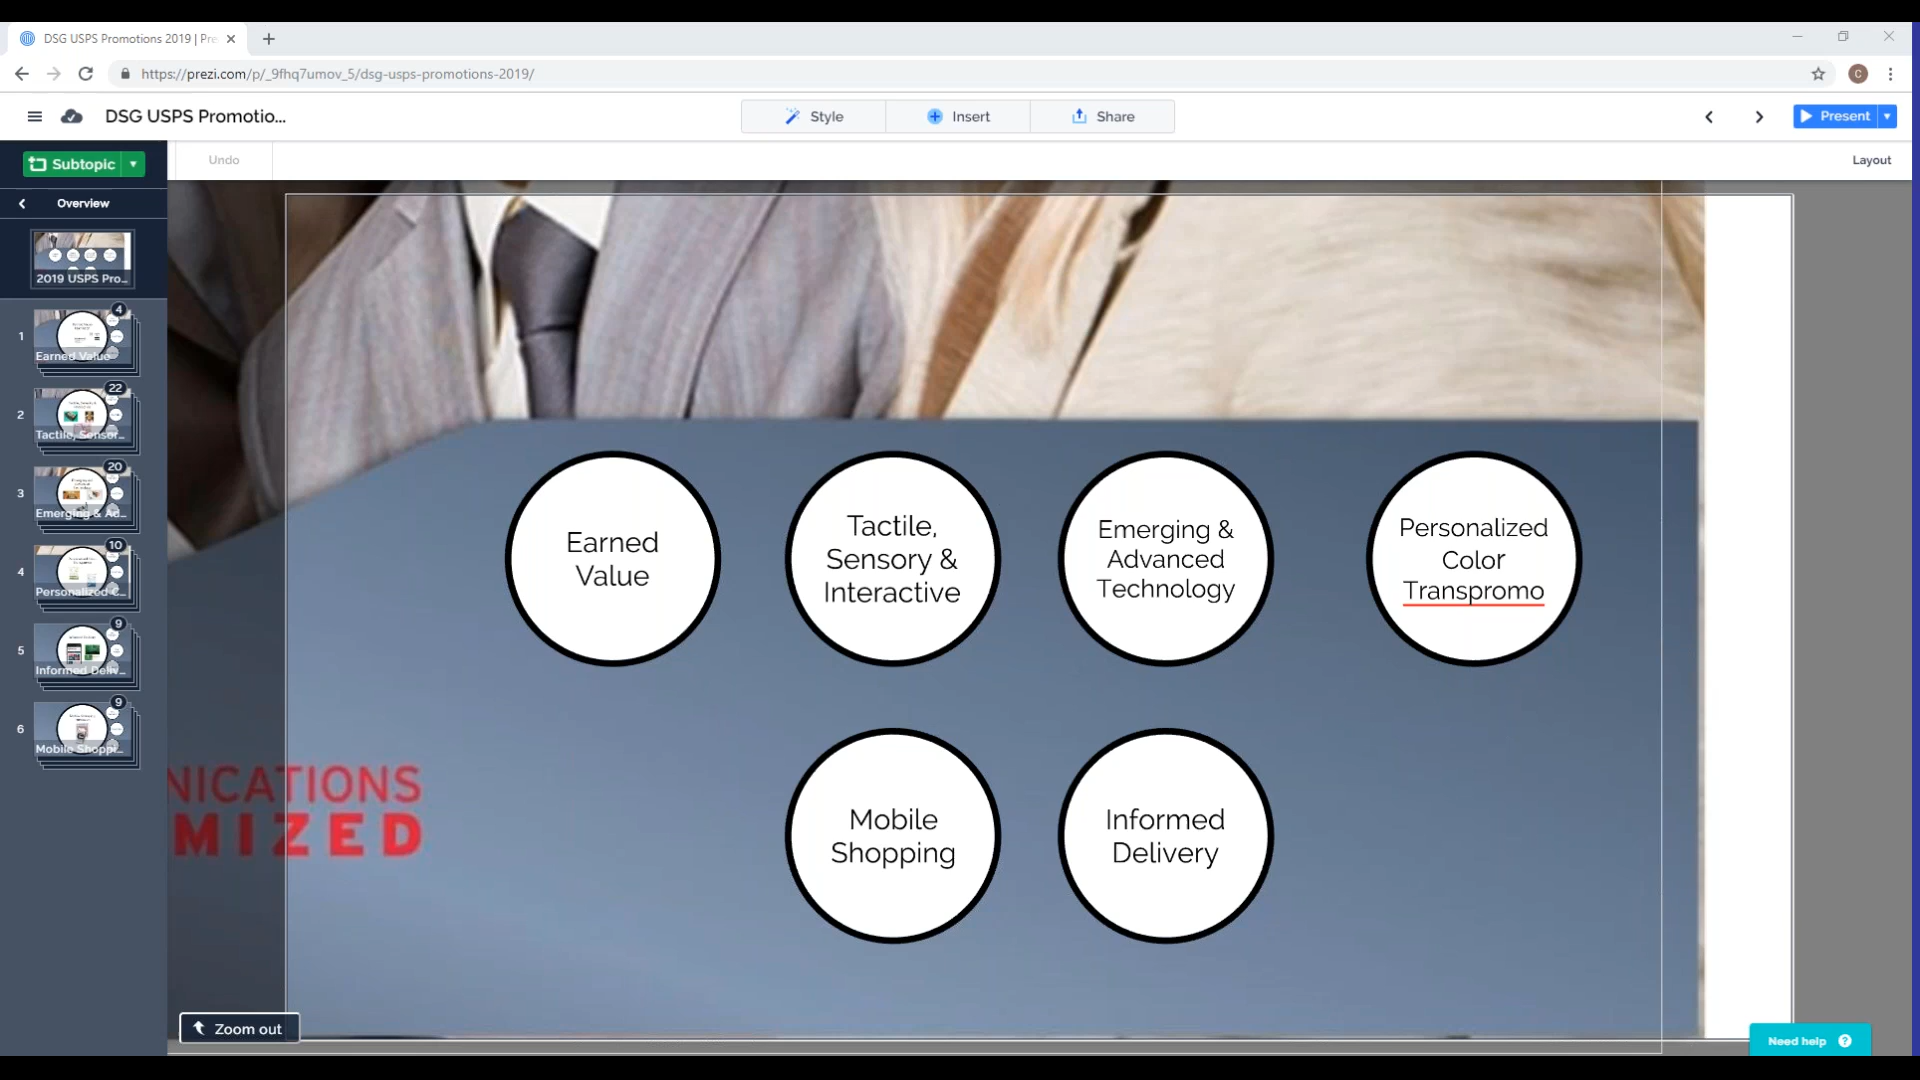 DSG USPS Promotions 2019 | Pre
https://prezi.com/p/_9fhq7umov_5/dsg-usps-promotions-2019/
C
DSG USPS Promotio...
Style
Insert
Share
Present
Subtopic
Undo
Layout
Overview
2019 USPS Pro...
4
1
Earned Value
22
2
Tactile, Sensor...
20
3
Emerging & Ad...
10
4
Personalized C...
9
5
Informed Deliv...
9
6
Mobile Shoppi...
Earned
Value
Tactile,
Sensory &
Interactive
Emerging &
Advanced
Technology
Personalized
Color
Transpromo
Mobile
Shopping
Informed
Delivery
NICATIONS
MIZED
Zoom out
Need help ?